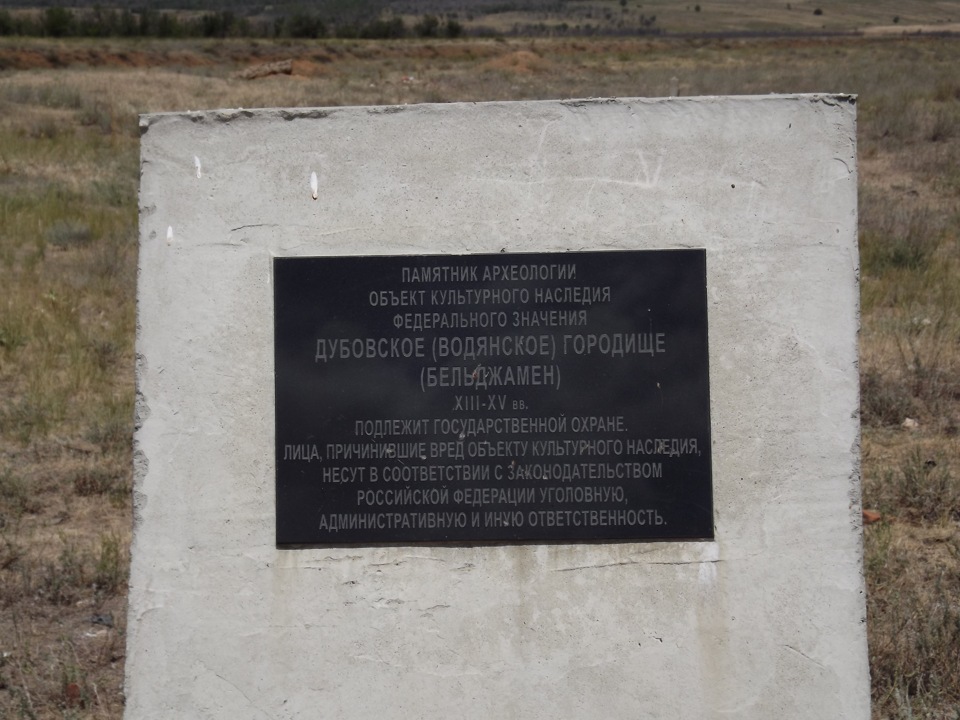 ПАМЯТНИК АРХЕОЛОГИИ
ОБЪЕКТ КУЛЬТУРНОГО НАСЛЕДИЯ
ФЕДЕРАЛЬНОГО ЗНАЧЕНИЯ
ДУБОВСКОЕ (ВОДЯНСКОЕ) ГОРОДИЩЕ
(БЕЛЬДЖАМЕН)
XIII-XV вв.
ПОДЛЕЖИТ ГОСУДАРСТВЕННОЙ ОХРАНЕ.
ЛИЦА, ПРИЧИНИВШИЕ ВРЕД ОБЪЕКТУ КУЛЬТУРНОГО НАСЛЕДИЯ,
НЕСУТ В СООТВЕТСТВИИ С ЗАКОНОДАТЕЛЬСТВОМ
РОССИЙСКОЙ ФЕДЕРАЦИИ УГОЛОВНУЮ,
АДМИНИСТРАТИВНУЮ И ИНУЮ ОТВЕТСТВЕННОСТЬ.